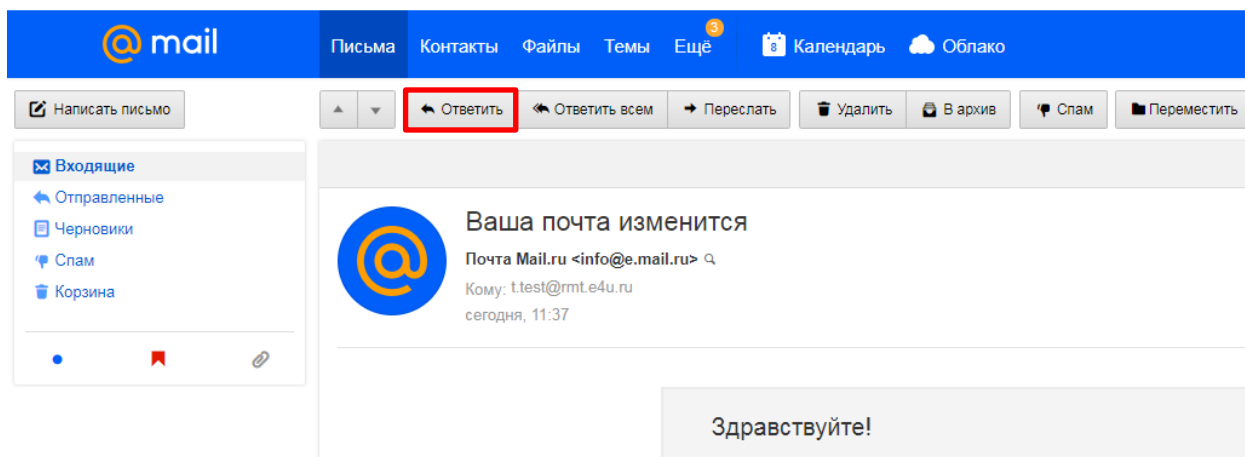 @ mail
Письма Контакты Файлы Темы Ещё 3 8 Календарь Облако
Написать письмо
Ответить Ответить всем Переслать Удалить В архив Спам Переместить
Входящие
Отправленные
Черновики
Спам
Корзина
@
Ваша почта изменится
Почта Mail.ru <info@e.mail.ru>
Кому: t.test@rmt.e4u.ru
сегодня, 11:37
Здравствуйте!